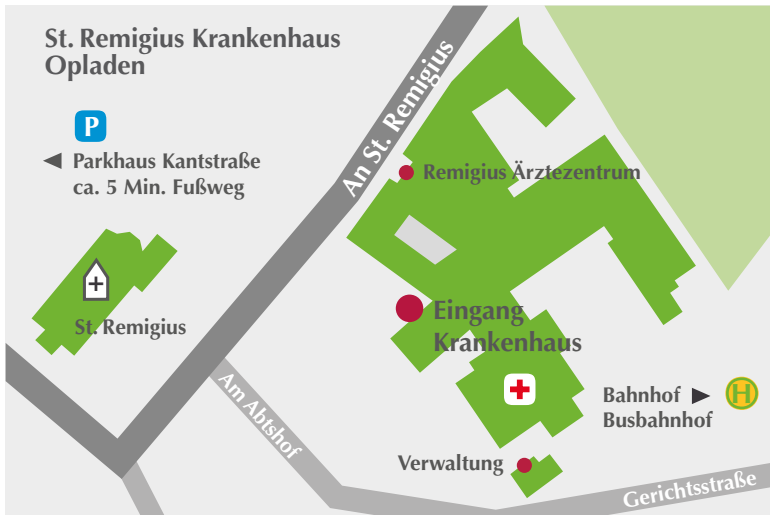 St. Remigius Krankenhaus
Opladen
P
Parkhaus Kantstraße
ca. 5 Min. Fußweg
An St. Remigius
Remigius Ärztezentrum
St. Remigius
Eingang
Krankenhaus
Am Abtshof
Bahnhof
Busbahnhof
H
Verwaltung
Gerichtsstraße